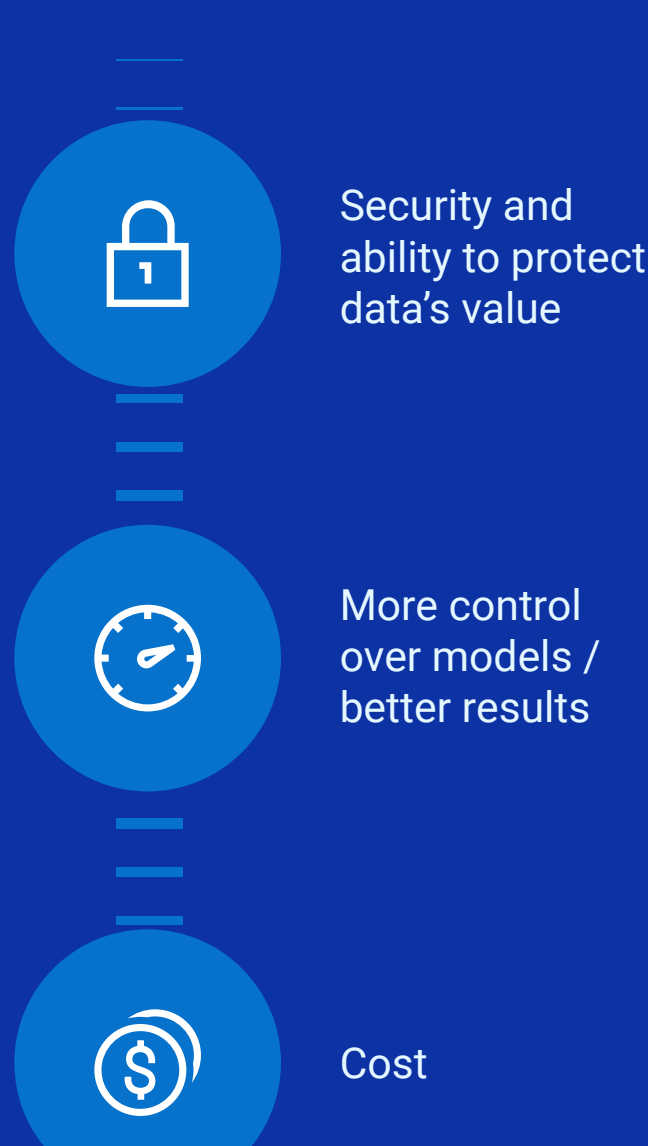 Security and
ability to protect
data’s value
More control
over models /
better results
$
Cost